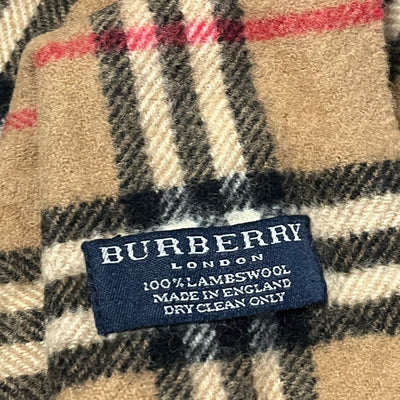 BURBERRY
LONDON
100% LAMBSWOOL
MADE IN ENGLAND
DRY CLEAN ONLY